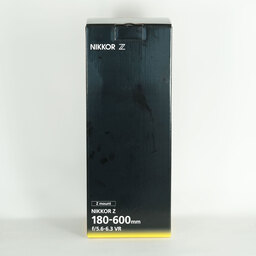 NIKKOR Z
Z mount
NIKKOR Z
180-600mm
f/5.6-6.3 VR